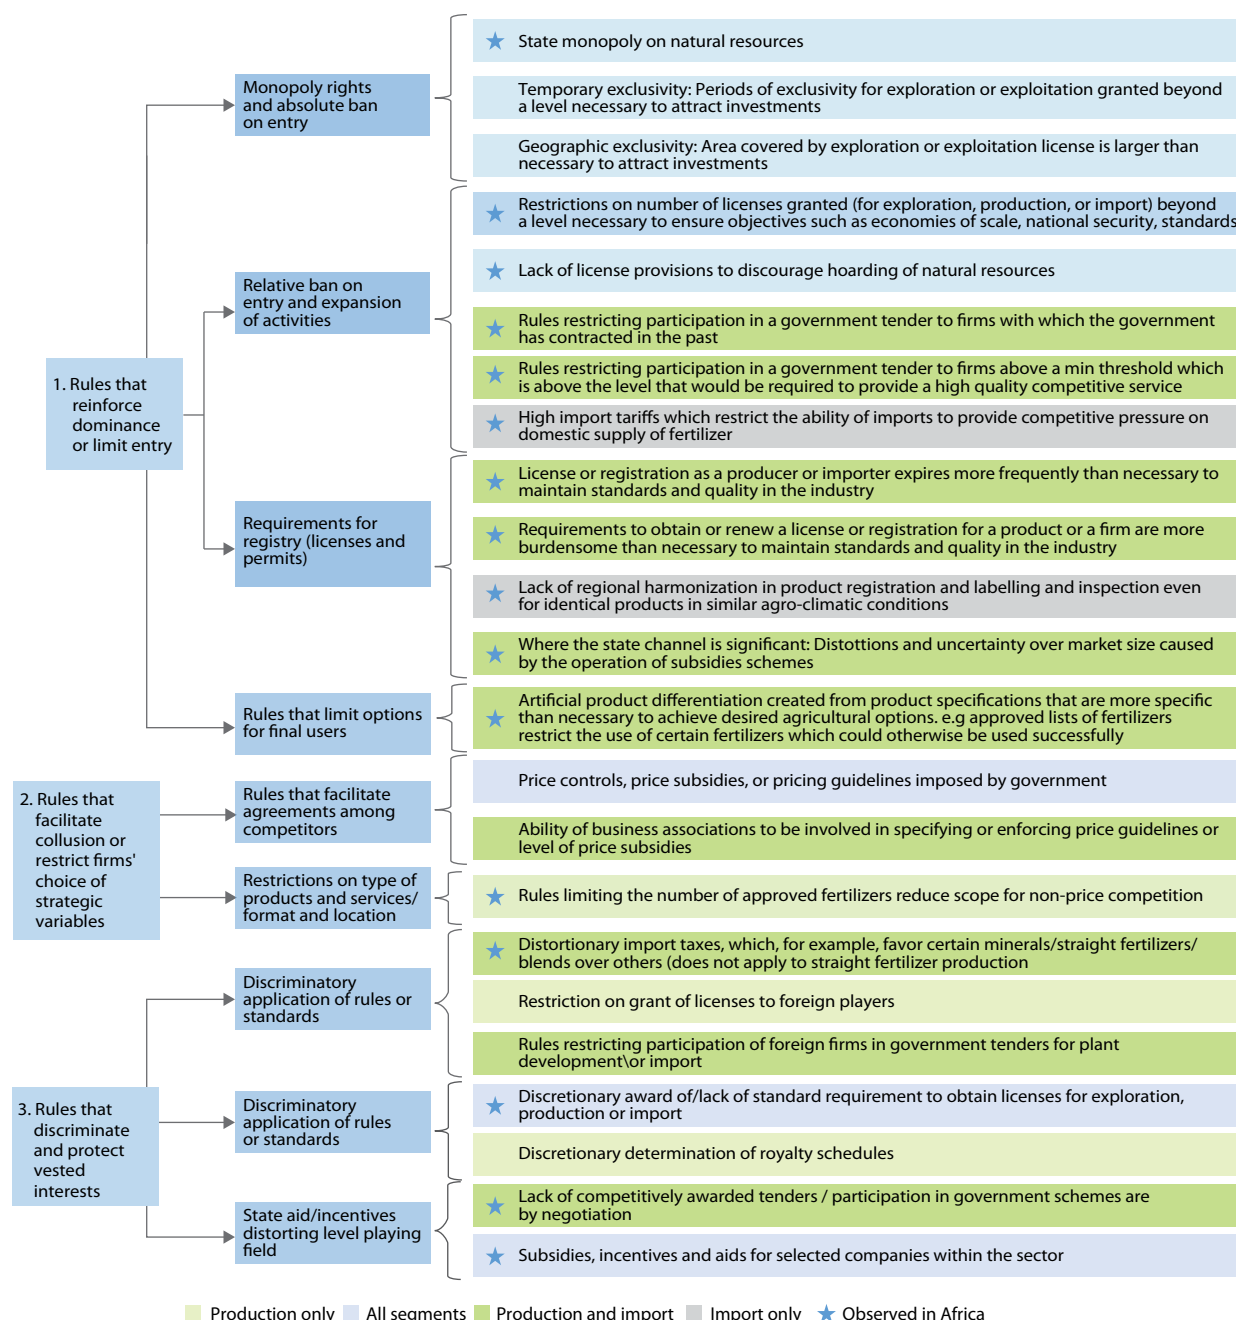 1. Rules that
reinforce
dominance
or limit entry
Monopoly rights
and absolute ban
on entry
State monopoly on natural resources
Temporary exclusivity: Periods of exclusivity for exploration or exploitation granted beyond
a level necessary to attract investments
Geographic exclusivity: Area covered by exploration or exploitation license is larger than
necessary to attract investments
Relative ban on
entry and expansion
of activities
Restrictions on number of licenses granted (for exploration, production, or import) beyond
a level necessary to ensure objectives such as economies of scale, national security, standards
Lack of license provisions to discourage hoarding of natural resources
Rules restricting participation in a government tender to firms with which the government
has contracted in the past
Rules restricting participation in a government tender to firms above a min threshold which
is above the level that would be required to provide a high quality competitive service
High import tariffs which restrict the ability of imports to provide competitive pressure on
domestic supply of fertilizer
Requirements for
registry (licenses and
permits)
License or registration as a producer or importer expires more frequently than necessary to
maintain standards and quality in the industry
Requirements to obtain or renew a license or registration for a product or a firm are more
burdensome than necessary to maintain standards and quality in the industry
Lack of regional harmonization in product registration and labelling and inspection even
for identical products in similar agro-climatic conditions
Where the state channel is significant: Distottions and uncertainty over market size caused
by the operation of subsidies schemes
Rules that limit options
for final users
Artificial product differentiation created from product specifications that are more specific
than necessary to achieve desired agricultural options. e.g approved lists of fertilizers
restrict the use of certain fertilizers which could otherwise be used successfully
2. Rules that
facilitate
collusion or
restrict firms'
choice of
strategic
variables
Rules that facilitate
agreements among
competitors
Price controls, price subsidies, or pricing guidelines imposed by government
Ability of business associations to be involved in specifying or enforcing price guidelines or
level of price subsidies
Restrictions on type of
products and services/
format and location
Rules limiting the number of approved fertilizers reduce scope for non-price competition
3. Rules that
discriminate
and protect
vested
interests
Discriminatory
application of rules or
standards
Distortionary import taxes, which, for example, favor certain minerals/straight fertilizers/
blends over others (does not apply to straight fertilizer production
Restriction on grant of licenses to foreign players
Rules restricting participation of foreign firms in government tenders for plant
development\or import
Discriminatory
application of rules
or standards
Discretionary award of/lack of standard requirement to obtain licenses for exploration,
production or import
Discretionary determination of royalty schedules
State aid/incentives
distorting level playing
field
Lack of competitively awarded tenders / participation in government schemes are
by negotiation
Subsidies, incentives and aids for selected companies within the sector
Production only All segments Production and import Import only Observed in Africa